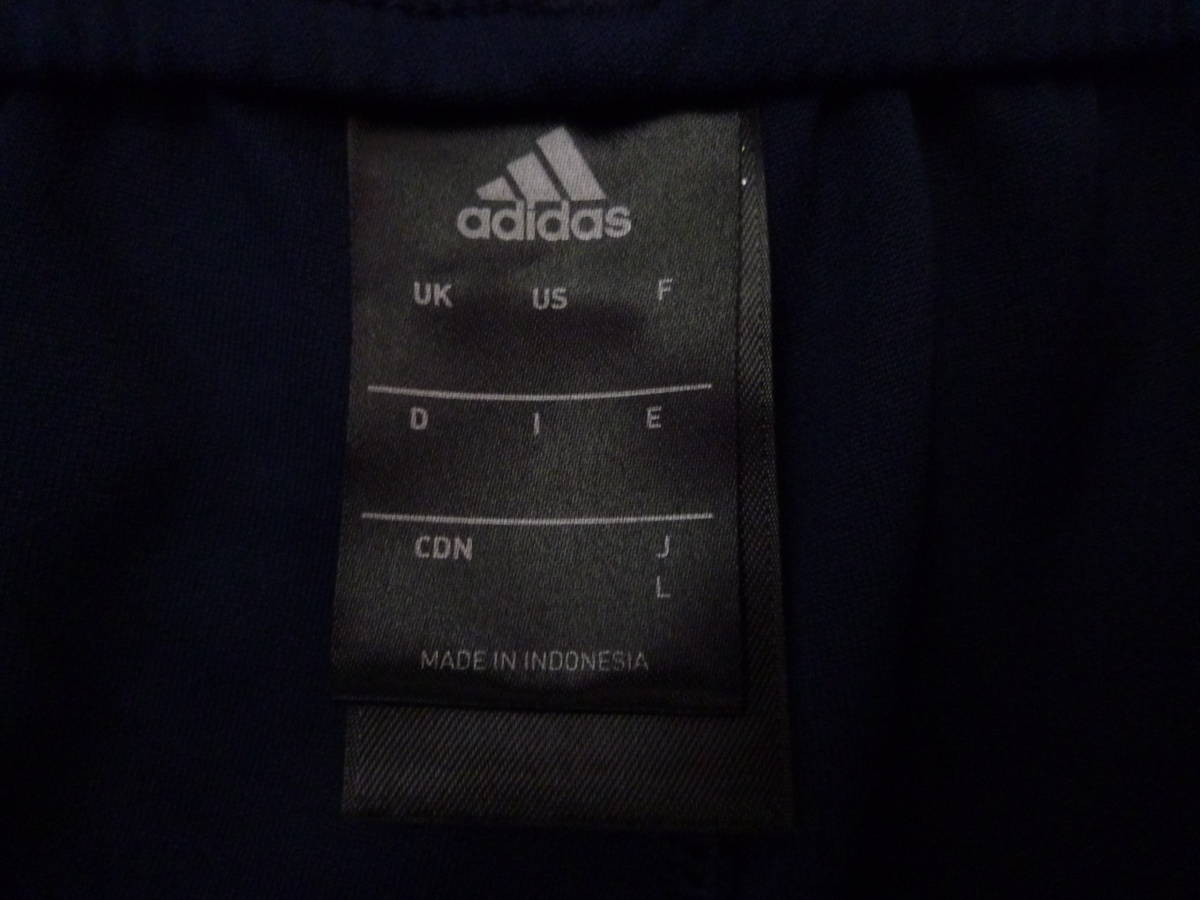 adidas
UK US F
D I E
CDN J
L
MADE IN INDONESIA